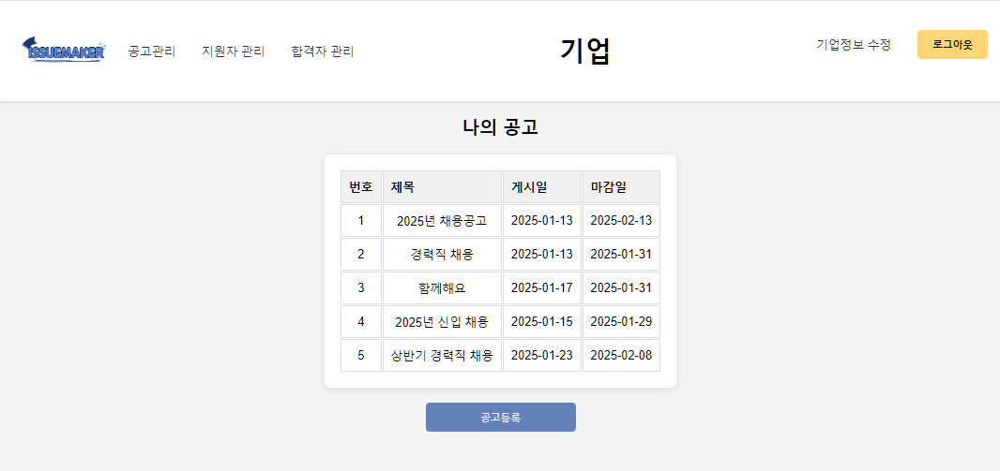 ISSUEMAKER 공고관리 지원자 관리 합격자 관리 기업 기업정보 수정 로그아웃
나의 공고
번호 제목 게시일 마감일
1 2025년 채용공고 2025-01-13 2025-02-13
2 경력직 채용 2025-01-13 2025-01-31
3 함께해요 2025-01-17 2025-01-31
4 2025년 신입 채용 2025-01-15 2025-01-29
5 상반기 경력직 채용 2025-01-23 2025-02-08
공고등록